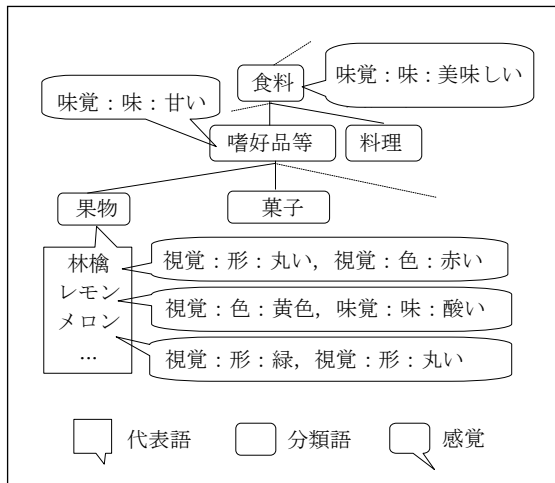 食料
味覚：味：美味しい
味覚：味：甘い
嗜好品等
料理
果物
菓子
林檎
レモン
メロン
…
視覚：形：丸い，視覚：色：赤い
視覚：色：黄色，味覚：味：酸い
視覚：形：緑，視覚：形：丸い
代表語
分類語
感覚